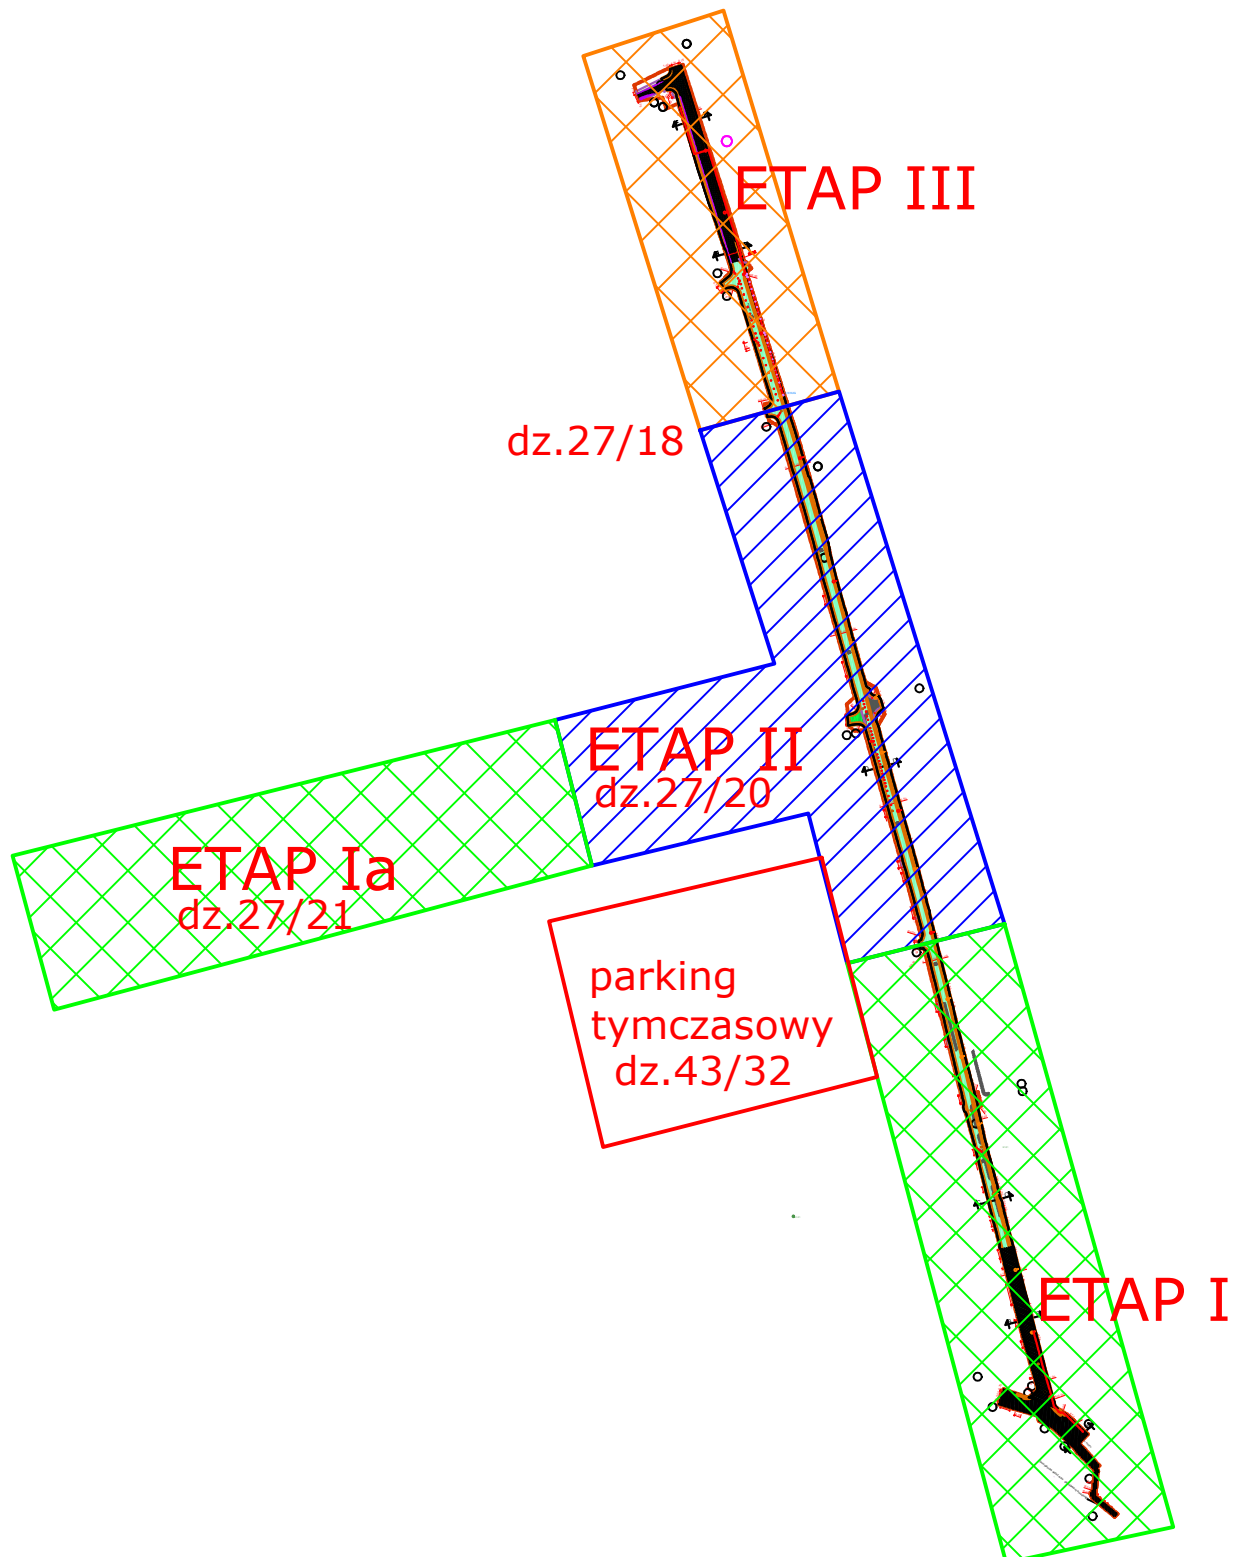 ETAP III
dz.27/18
ETAP II
dz.27/20
ETAP Ia
dz.27/21
parking
tymczasowy
dz.43/32
ETAP I